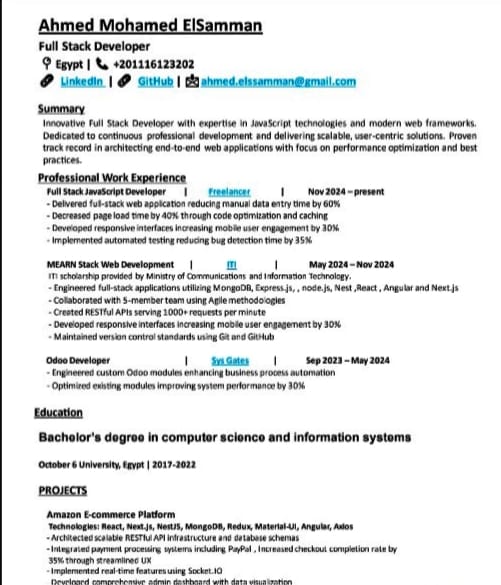 Ahmed Mohamed ElSamman
Full Stack Developer
Egypt | +201116123202
LinkedIn | GitHub | ahmed.elssamman@gmail.com
Summary
Innovative Full Stack Developer with expertise in JavaScript technologies and modern web frameworks.
Dedicated to continuous professional development and delivering scalable, user-centric solutions. Proven
track record in architecting end-to-end web applications with focus on performance optimization and best
practices.
Professional Work Experience
Full Stack JavaScript Developer | Freelancer | Nov 2024 – present
- Delivered full-stack web application reducing manual data entry time by 60%
- Decreased page load time by 40% through code optimization and caching
- Developed responsive interfaces increasing mobile user engagement by 30%
- Implemented automated testing reducing bug detection time by 35%
MEARN Stack Web Development | ITI | May 2024 – Nov 2024
ITI scholarship provided by Ministry of Communications and Information Technology.
- Engineered full-stack applications utilizing MongoDB, Express.js, , node.js, Nest ,React , Angular and Next.js
- Collaborated with 5-member team using Agile methodologies
- Created RESTful APIs serving 1000+ requests per minute
- Developed responsive interfaces increasing mobile user engagement by 30%
- Maintained version control standards using Git and GitHub
Odoo Developer | Sys Gates | Sep 2023 – May 2024
- Engineered custom Odoo modules enhancing business process automation
- Optimized existing modules improving system performance by 30%
Education
Bachelor's degree in computer science and information systems
October 6 University, Egypt | 2017-2022
PROJECTS
Amazon E-commerce Platform
Technologies: React, Next.js, NestJS, MongoDB, Redux, Material-UI, Angular, Axios
- Architected scalable RESTful API infrastructure and database schemas
- Integrated payment processing systems including PayPal , Increased checkout completion rate by
35% through streamlined UX
- Implemented real-time features using Socket.IO
Developed comprehensive admin dashboard with data visualization